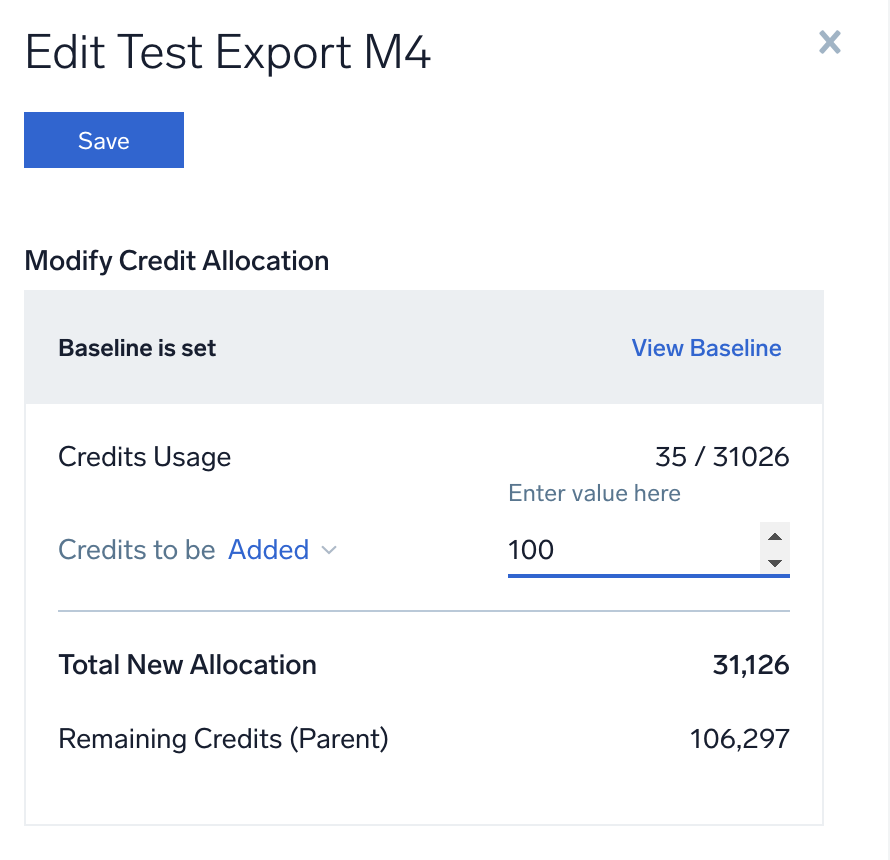 Edit Test Export M4
Save
Modify Credit Allocation
Baseline is set View Baseline
Credits Usage 35 / 31026
Enter value here
Credits to be Added 100
Total New Allocation 31,126
Remaining Credits (Parent) 106,297